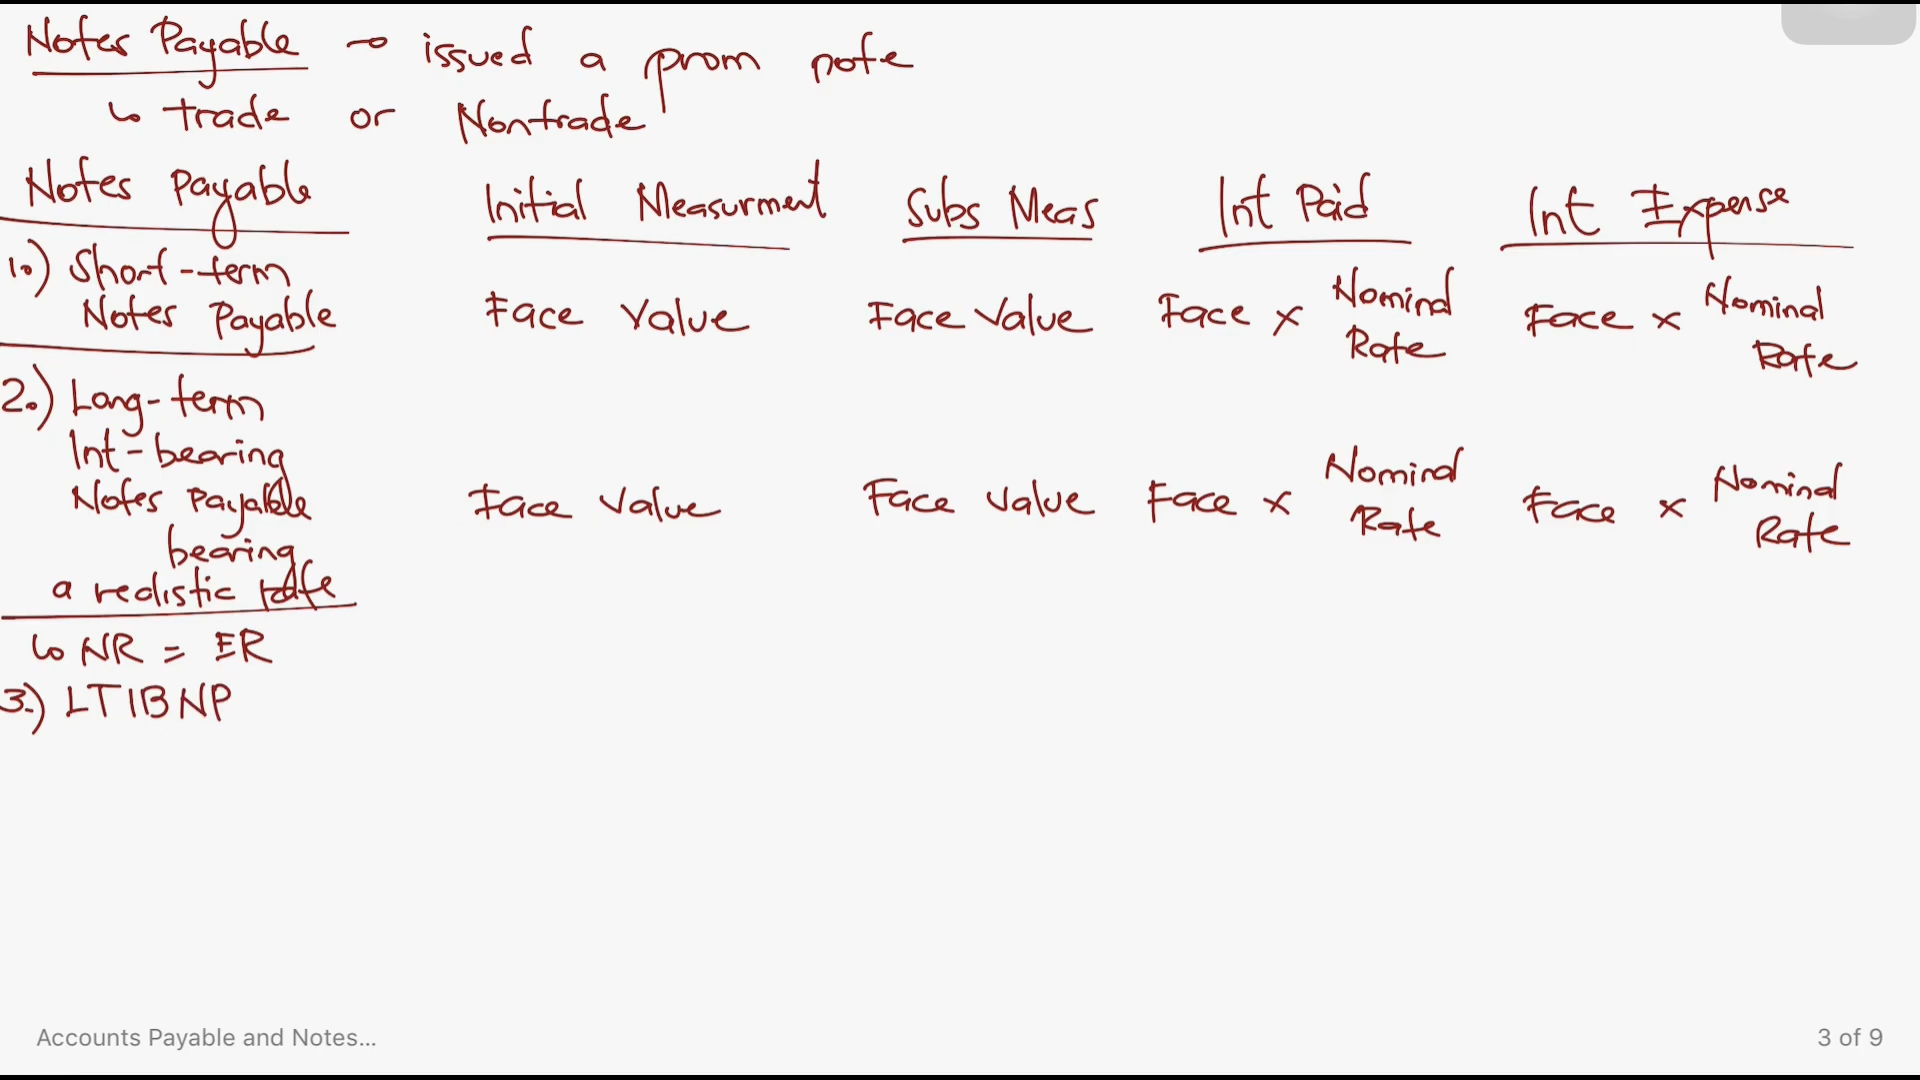 Notes Payable → issued a prom note
↳ trade or Nontrade
Notes Payable Initial Measurment Subs Meas Int Paid Int Expense
1.) Short-term
Notes Payable Face Value Face Value Face x Nominal Rate Face x Nominal Rate
2.) Long-term
Int-bearing
Notes Payable Face Value Face Value Face x Nominal Rate Face x Nominal Rate
bearing
a realistic rate
↳ NR = ER
3.) LTIBNP
Accounts Payable and Notes... 3 of 9